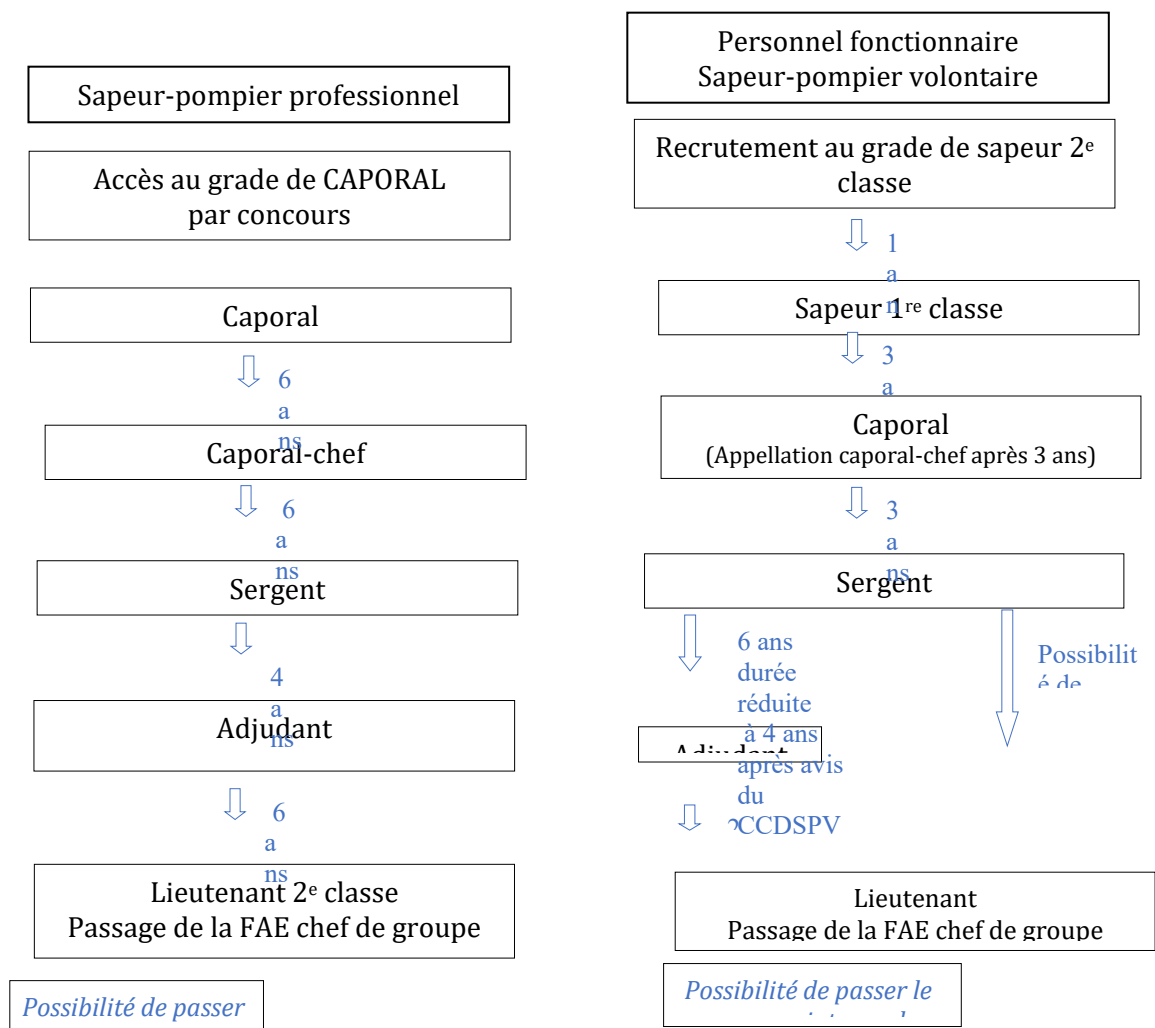 Sapeur-pompier professionnel
Accès au grade de CAPORAL
par concours
Caporal
6
a
ns
Caporal-chef
6
a
ns
Sergent
4
a
ns
Adjudant
6
a
ns
Lieutenant 2e classe
Passage de la FAE chef de groupe
Possibilité de passer
Personnel fonctionnaire
Sapeur-pompier volontaire
Recrutement au grade de sapeur 2e
classe
1
a
n
Sapeur 1re classe
3
a
Caporal
(Appellation caporal-chef après 3 ans)
3
a
ns
Sergent
6 ans
durée
réduite
à 4 ans
après avis
du
CCDSPV
Possibilit
é de
Adjudant
Lieutenant
Passage de la FAE chef de groupe
Possibilité de passer le